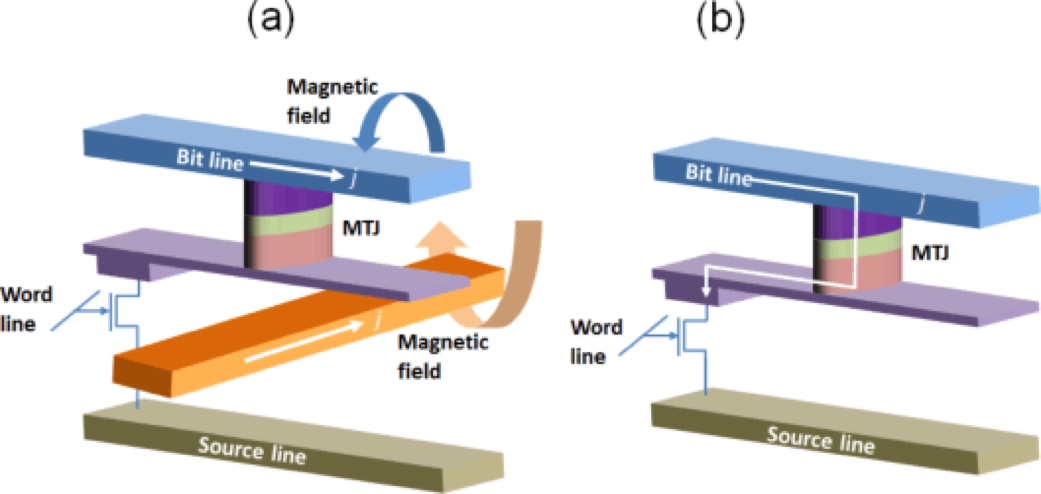 (a)
(b)
Magnetic
field
Bit line
j
MTJ
Word
line
j
Magnetic
field
Source line
Bit line
j
MTJ
Word
line
Source line